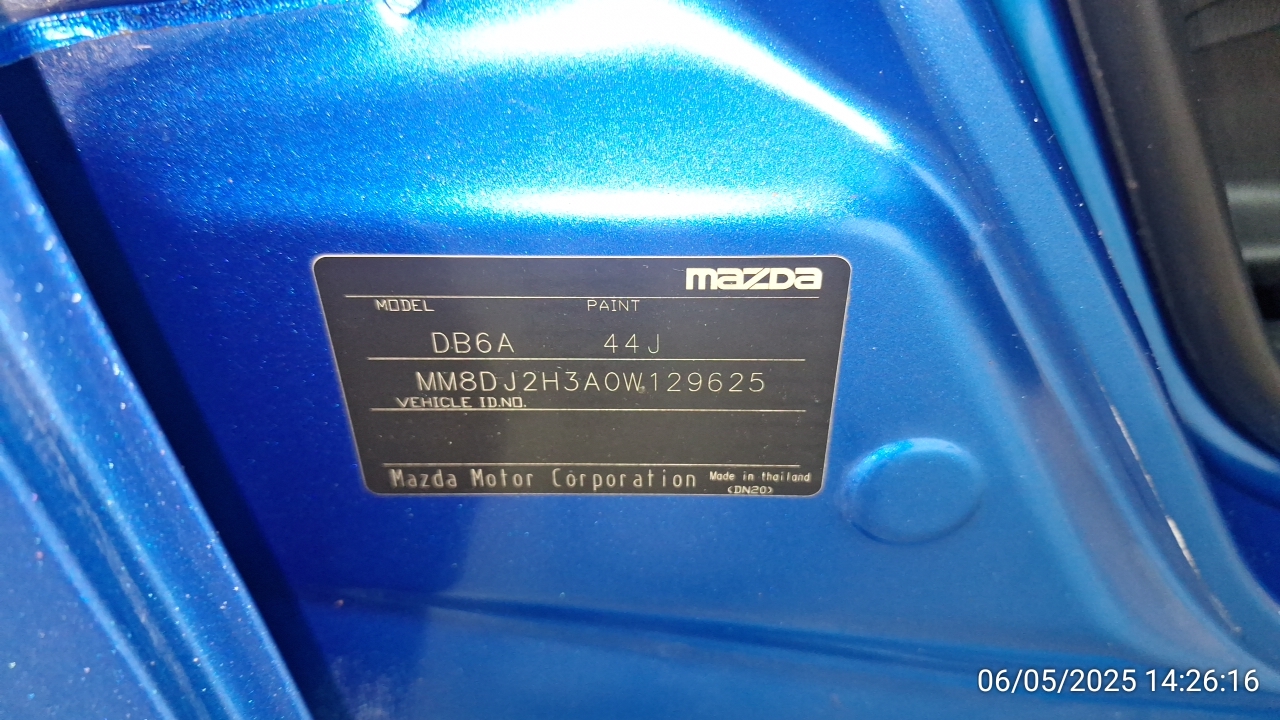 mazda
MODEL PAINT
DB6A 44J
MM8DJ2H3A0W129625
VEHICLE ID.NO.
Mazda Motor Corporation Made in thailand
(DN20)
06/05/2025 14:26:16